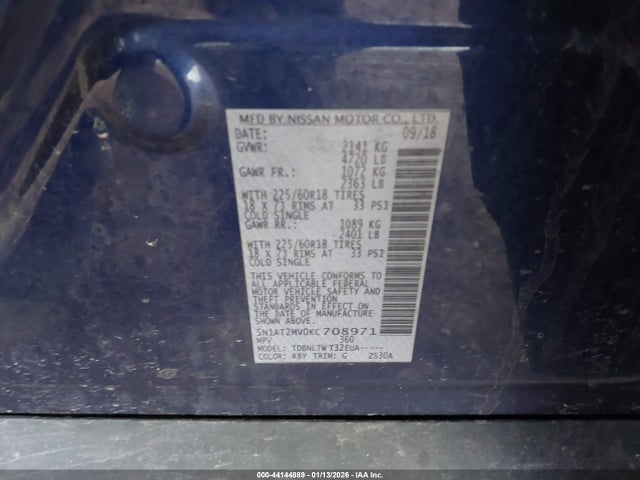 MFD BY NISSAN MOTOR CO., LTD.
DATE: 09/18
GVWR: 2141 KG
4720 LB
GAWR FR.: 1072 KG
2363 LB
WITH 225/60R18 TIRES
18 X 7J RIMS AT 33 PSI
COLD SINGLE
GAWR RR.: 1089 KG
2401 LB
WITH 225/60R18 TIRES
18 X 7J RIMS AT 33 PSI
COLD SINGLE
THIS VEHICLE CONFORMS TO
ALL APPLICABLE FEDERAL
MOTOR VEHICLE SAFETY AND
THEFT PREVENTION
STANDARDS IN EFFECT ON
THE DATE OF MANUFACTURE
SHOWN ABOVE.
5N1AT2MV0KC708971
MPV 360
MODEL: TDBNLTWT32EUA-----
COLOR: RBY TRIM: G ZS30A
000-44144889 | 01/13/2026 - IAA Inc.